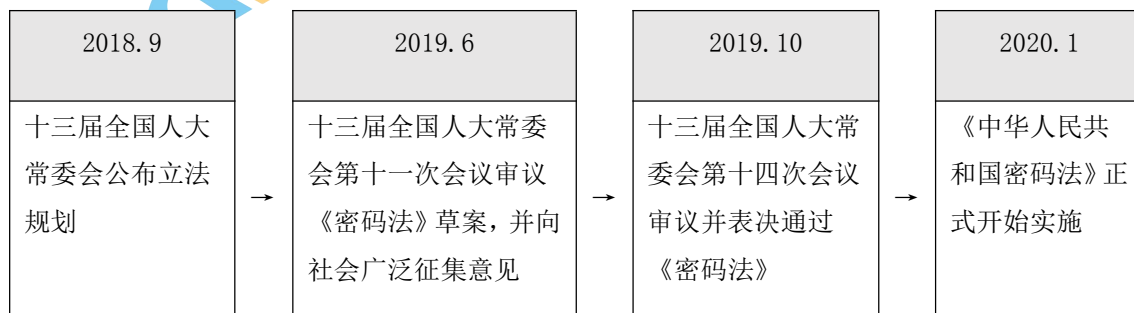 2018.9
十三届全国人大
常委会公布立法
规划
→
2019.6
十三届全国人大常委
会第十一次会议审议
《密码法》草案，并向
社会广泛征集意见
→
2019.10
十三届全国人大常
委会第十四次会议
审议并表决通过
《密码法》
→
2020.1
《中华人民共
和国密码法》正
式开始实施